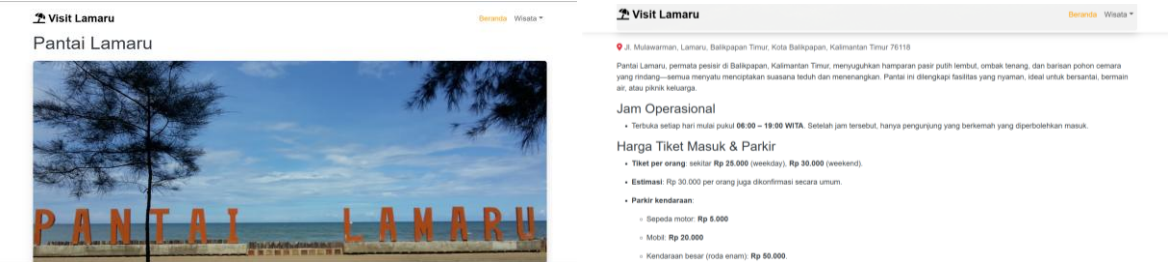 Visit Lamaru
Beranda Wisata
Pantai Lamaru
PANTAI LAMARU
Visit Lamaru
Beranda Wisata
Jl. Mulawarman, Lamaru, Balikpapan Timur, Kota Balikpapan, Kalimantan Timur 76118
Pantai Lamaru, permata pesisir di Balikpapan, Kalimantan Timur, menyuguhkan hamparan pasir putih lembut, ombak tenang, dan barisan pohon cemara
yang rindang—semua menyatu menciptakan suasana teduh dan menenangkan. Pantai ini dilengkapi fasilitas yang nyaman, ideal untuk bersantai, bermain
air, atau piknik keluarga.
Jam Operasional
• Terbuka setiap hari mulai pukul 06:00 – 19:00 WITA. Setelah jam tersebut, hanya pengunjung yang berkemah yang diperbolehkan masuk.
Harga Tiket Masuk & Parkir
• Tiket per orang: sekitar Rp 25.000 (weekday), Rp 30.000 (weekend).
• Estimasi: Rp 30.000 per orang juga dikonfirmasi secara umum.
• Parkir kendaraan:
○ Sepeda motor: Rp 5.000
○ Mobil: Rp 20.000
○ Kendaraan besar (roda enam): Rp 50.000.